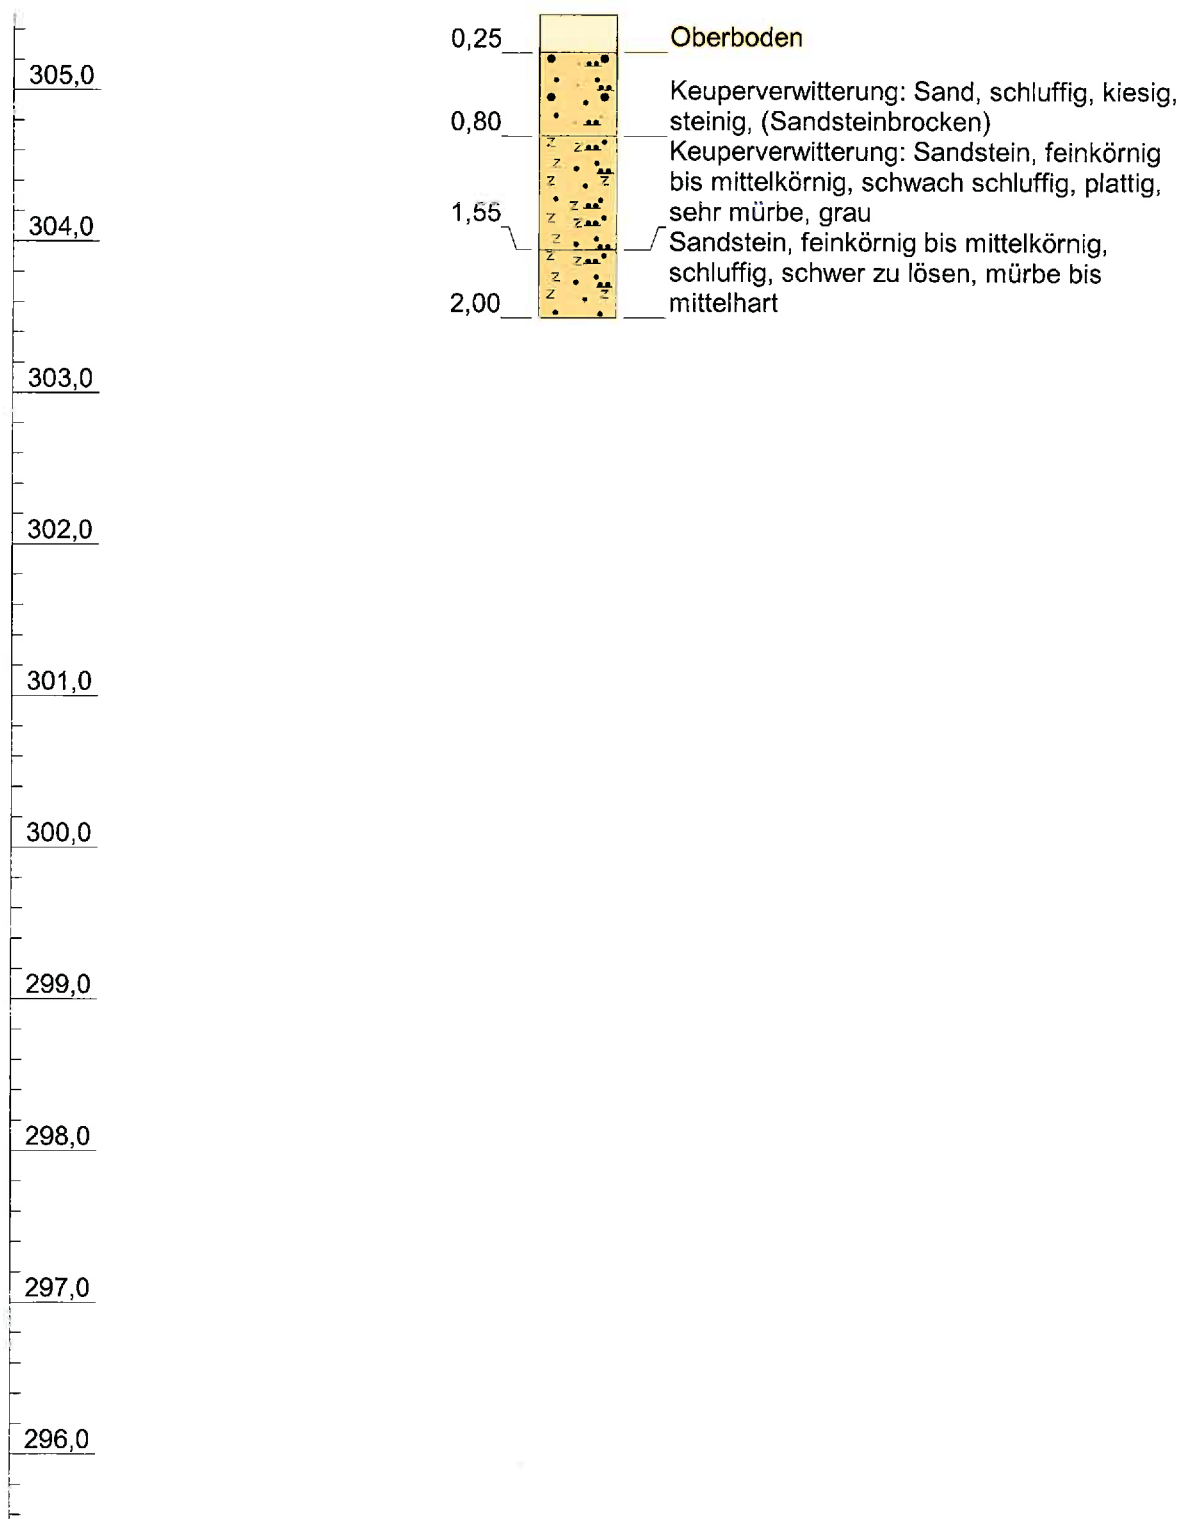 0,25 Oberboden
305,0
Keuperverwitterung: Sand, schluffig, kiesig,
0,80 steinig, (Sandsteinbrocken)
Keuperverwitterung: Sandstein, feinkörnig
bis mittelkörnig, schwach schluffig, plattig,
1,55 sehr mürbe, grau
304,0
Sandstein, feinkörnig bis mittelkörnig,
schluffig, schwer zu lösen, mürbe bis
2,00 mittelhart
303,0
302,0
301,0
300,0
299,0
298,0
297,0
296,0